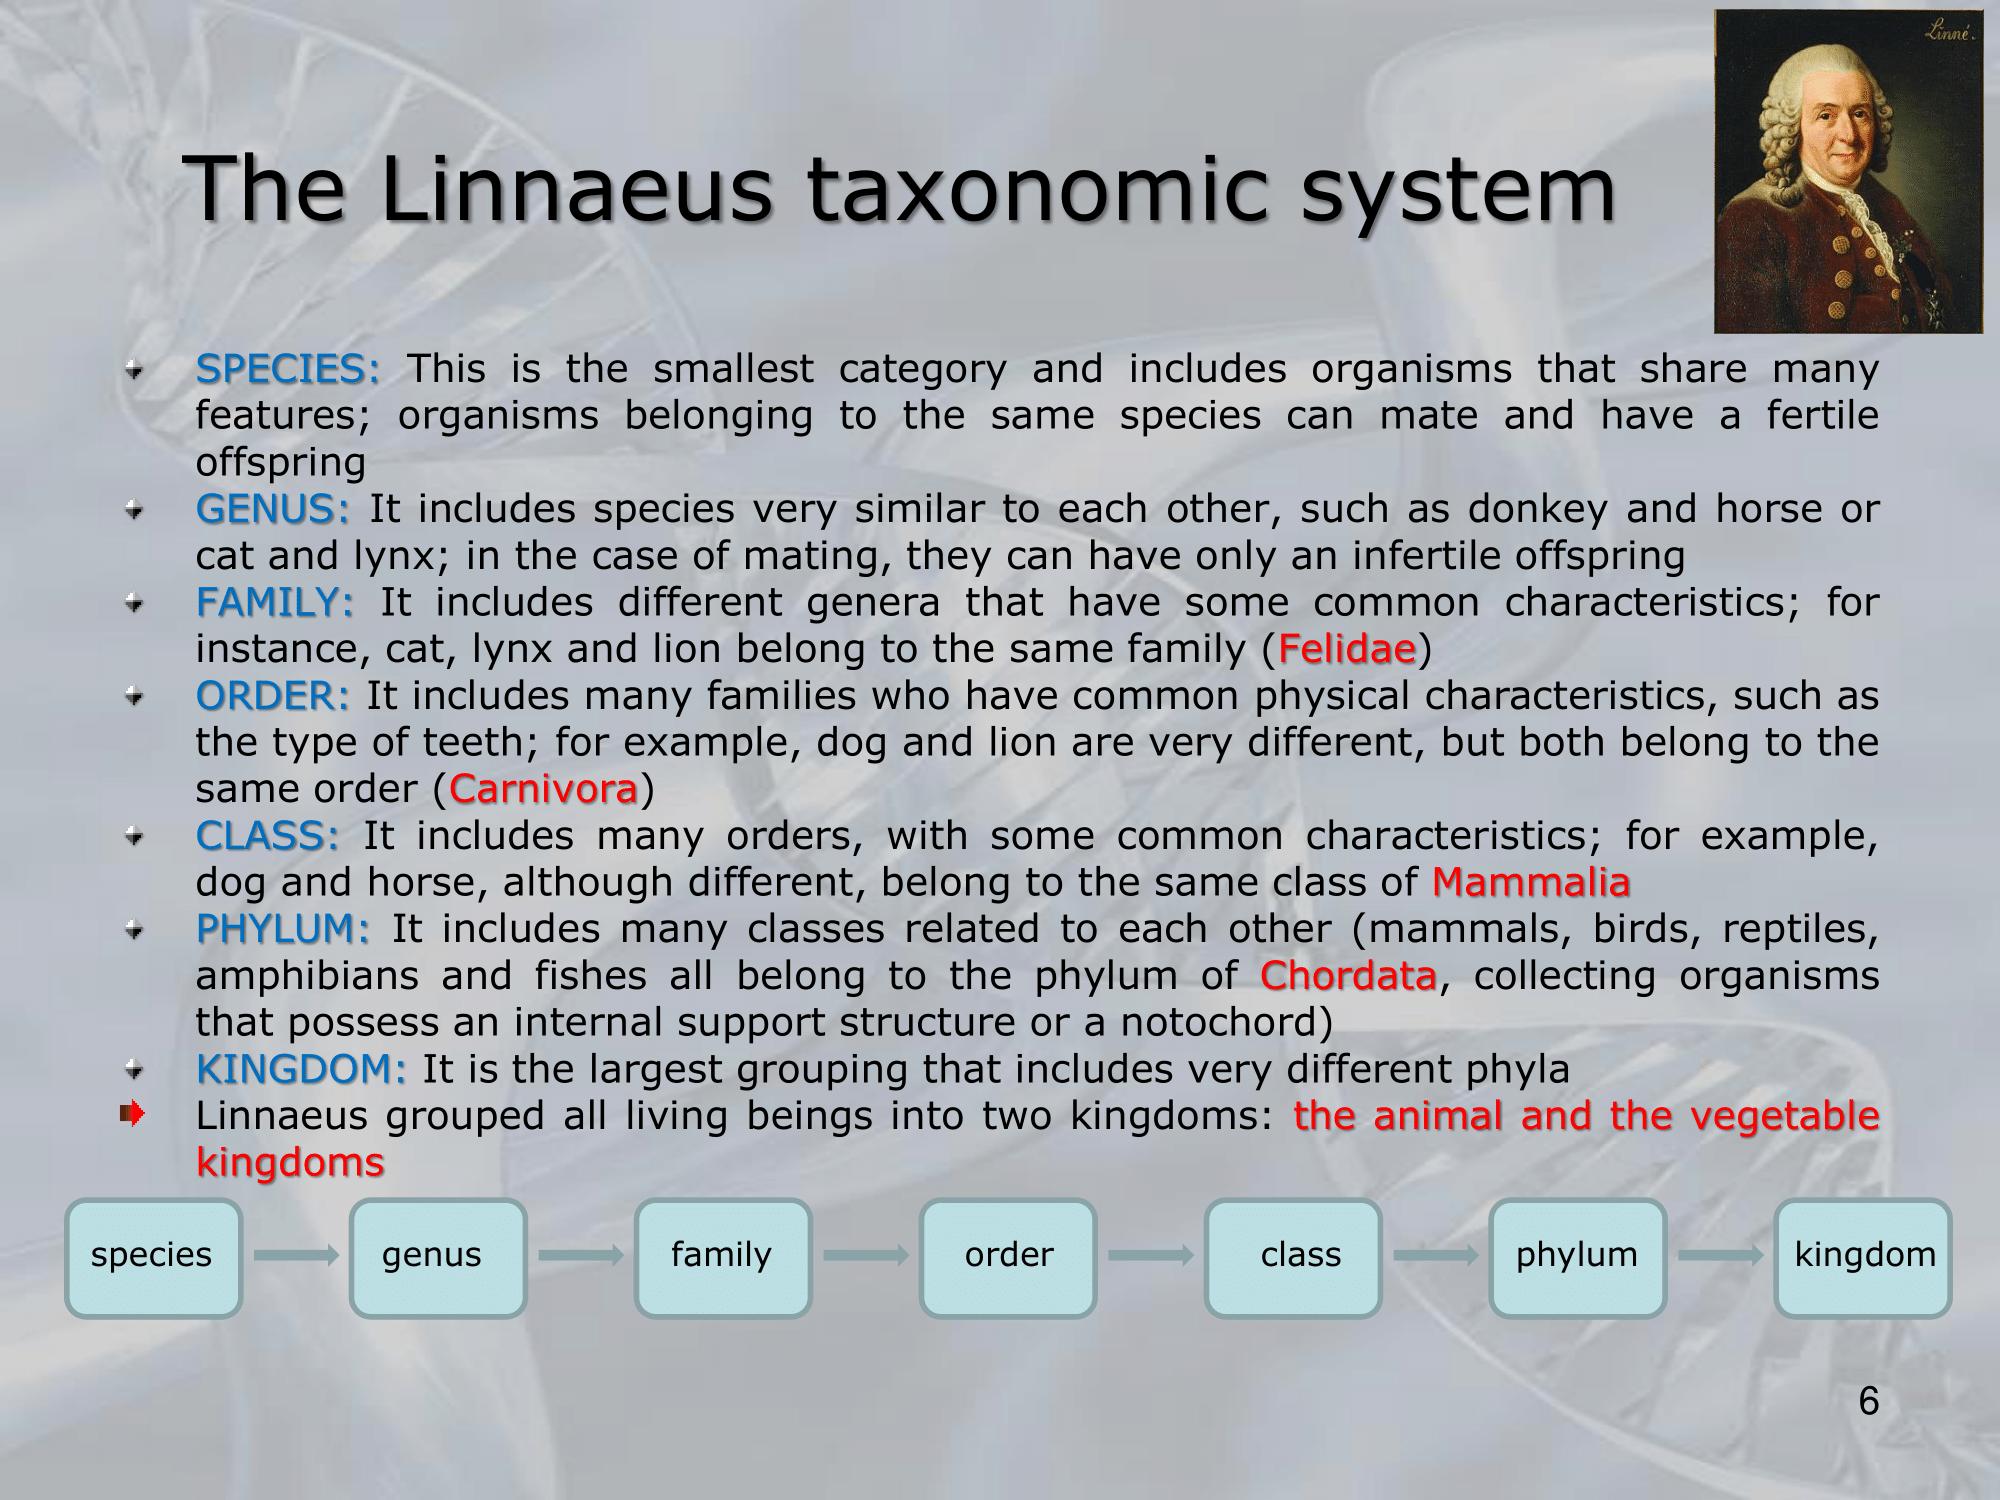 Linné.
The Linnaeus taxonomic system
SPECIES: This is the smallest category and includes organisms that share many
features; organisms belonging to the same species can mate and have a fertile
offspring
GENUS: It includes species very similar to each other, such as donkey and horse or
cat and lynx; in the case of mating, they can have only an infertile offspring
FAMILY: It includes different genera that have some common characteristics; for
instance, cat, lynx and lion belong to the same family (Felidae)
ORDER: It includes many families who have common physical characteristics, such as
the type of teeth; for example, dog and lion are very different, but both belong to the
same order (Carnivora)
CLASS: It includes many orders, with some common characteristics; for example,
dog and horse, although different, belong to the same class of Mammalia
PHYLUM: It includes many classes related to each other (mammals, birds, reptiles,
amphibians and fishes all belong to the phylum of Chordata, collecting organisms
that possess an internal support structure or a notochord)
KINGDOM: It is the largest grouping that includes very different phyla
Linnaeus grouped all living beings into two kingdoms: the animal and the vegetable
kingdoms
species genus family order class phylum kingdom
6